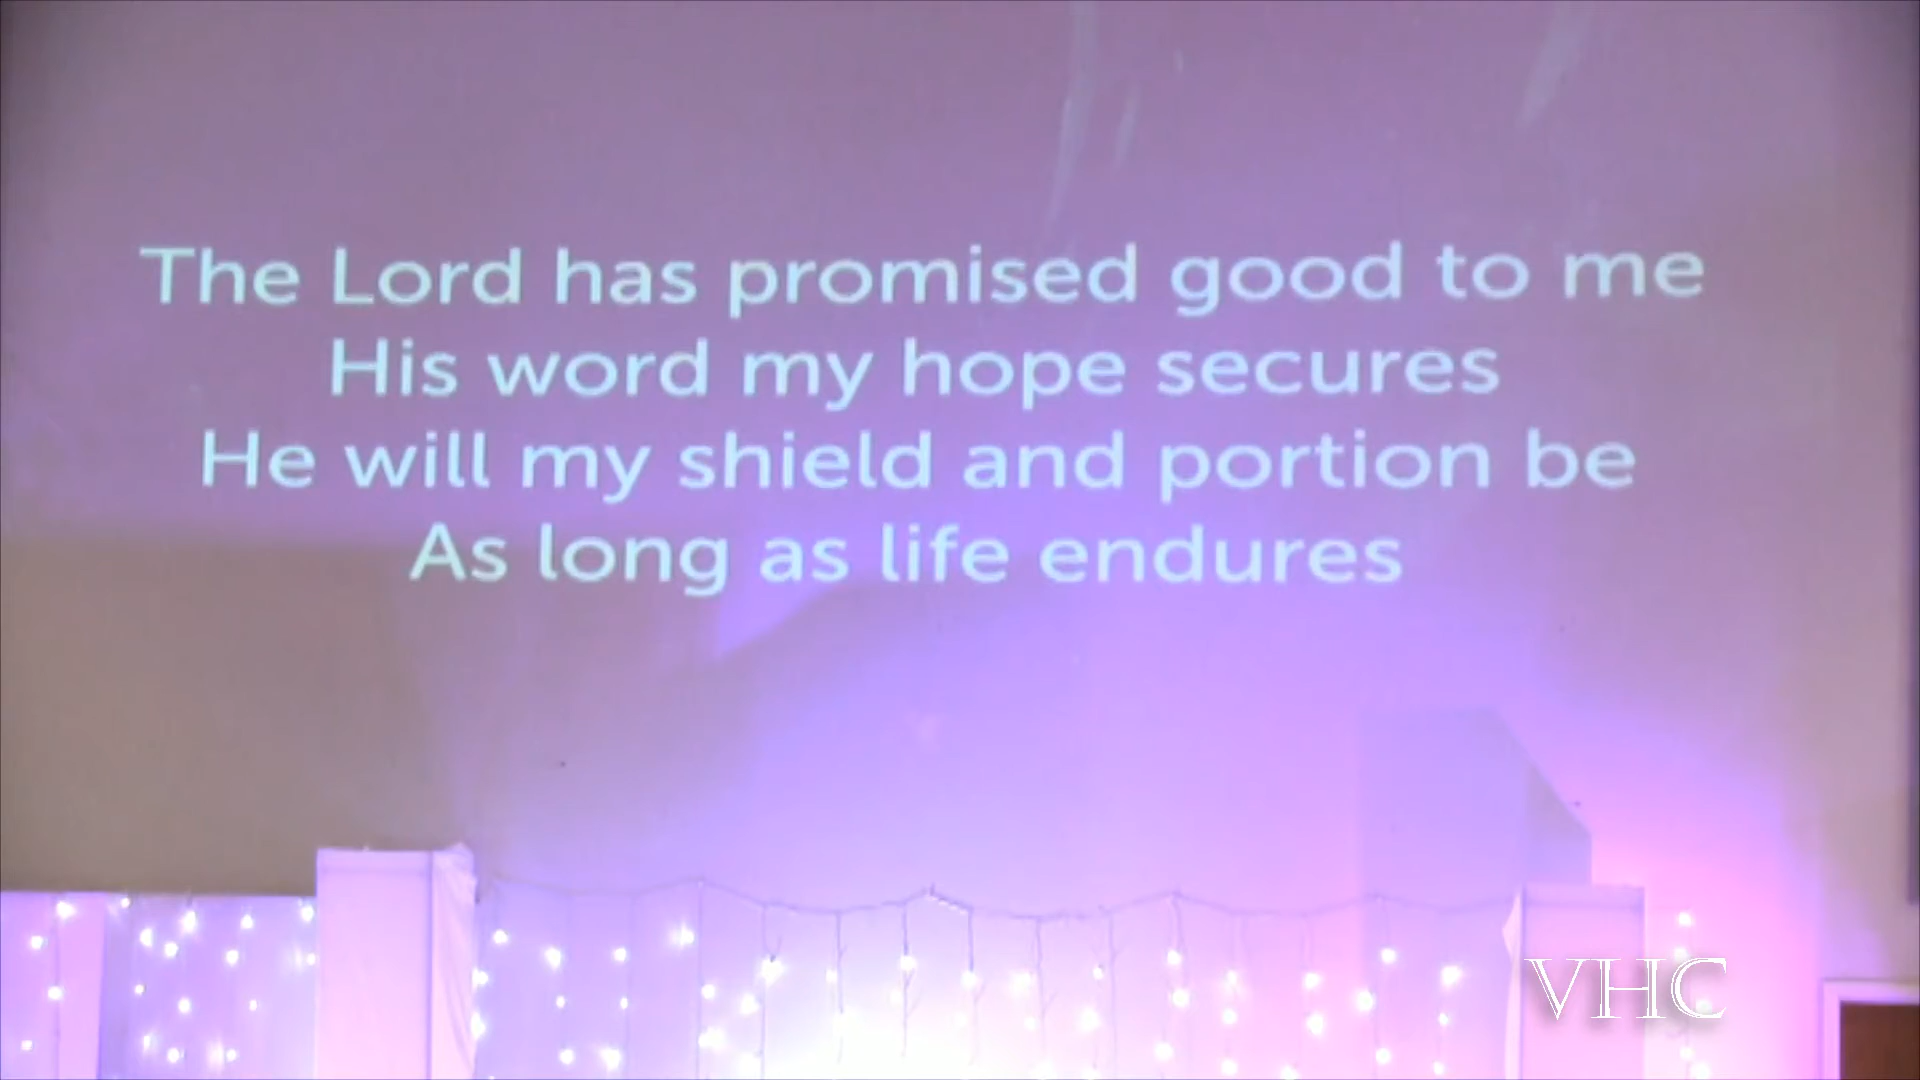 The Lord has promised good to me
His word my hope secures
He will my shield and portion be
As long as life endures
VHC